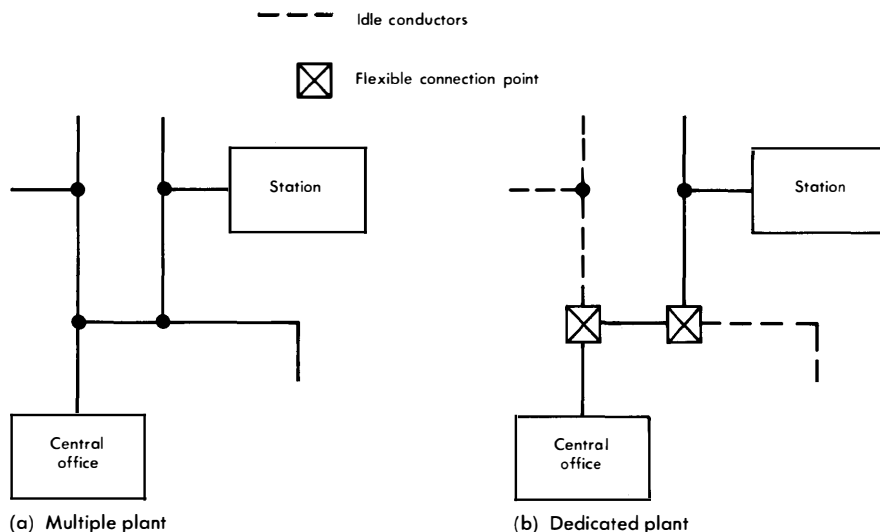 Idle conductors
Flexible connection point
Station
Station
Central
office
Central
office
(a) Multiple plant
(b) Dedicated plant